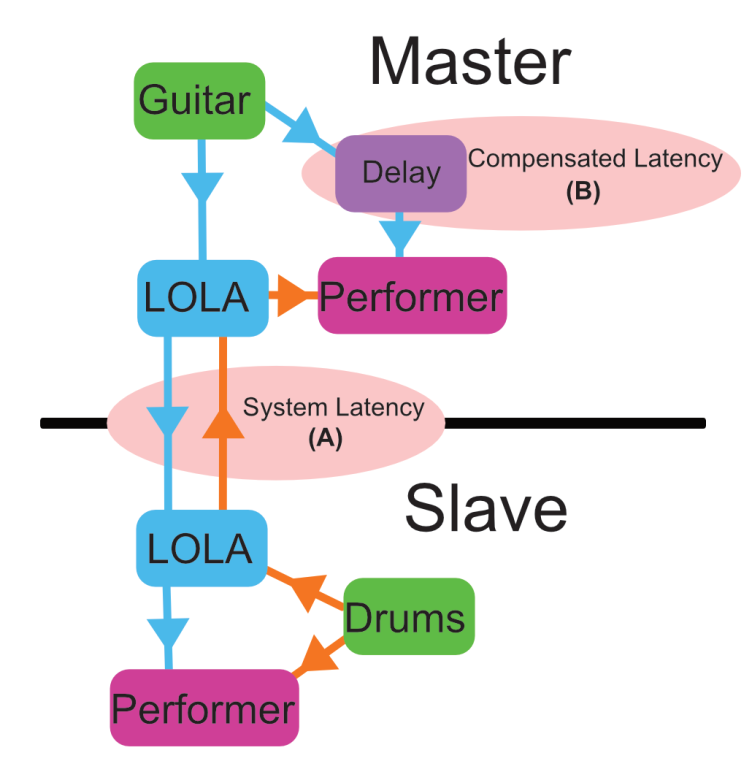 Master
Guitar
Delay
Compensated Latency
(B)
LOLA
Performer
System Latency
(A)
Slave
LOLA
Drums
Performer